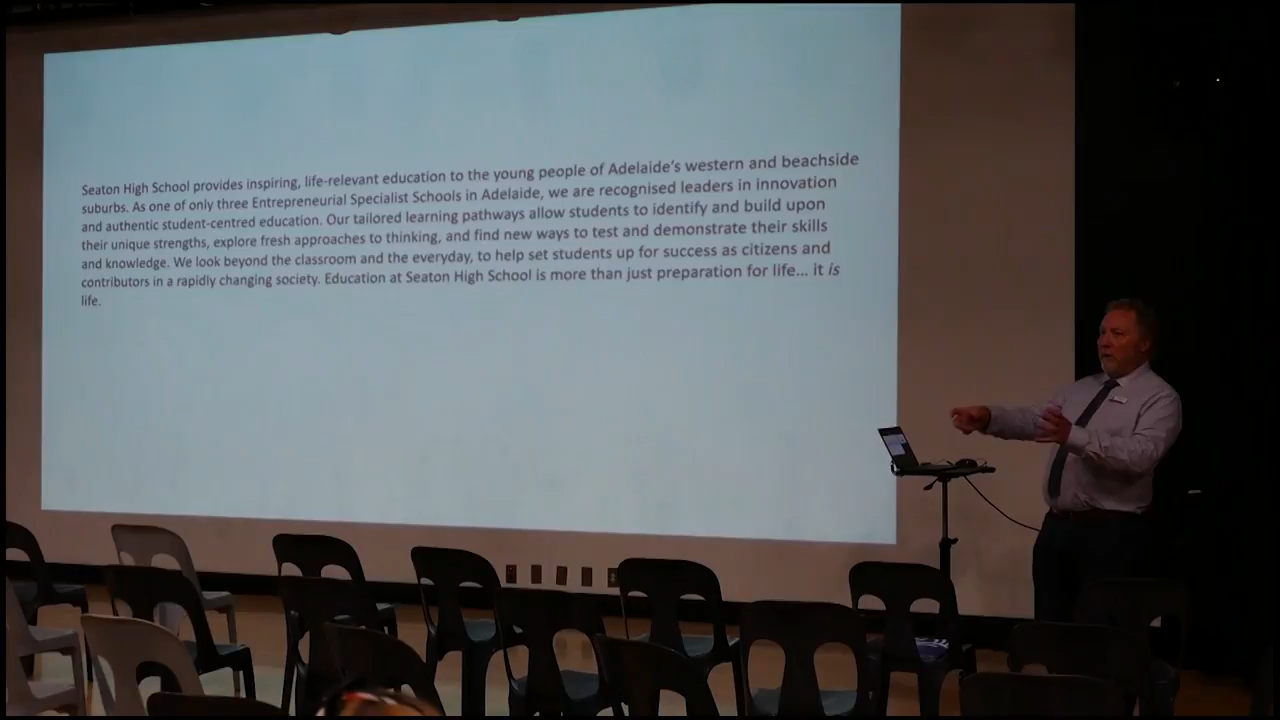 Seaton High School provides inspiring, life-relevant education to the young people of Adelaide's western and beachside
suburbs. As one of only three Entrepreneurial Specialist Schools in Adelaide, we are recognised leaders in innovation
and authentic student-centred education. Our tailored learning pathways allow students to identify and build upon
their unique strengths, explore fresh approaches to thinking, and find new ways to test and demonstrate their skills
and knowledge. We look beyond the classroom and the everyday, to help set students up for success as citizens and
contributors in a rapidly changing society. Education at Seaton High School is more than just preparation for life... it is
life.